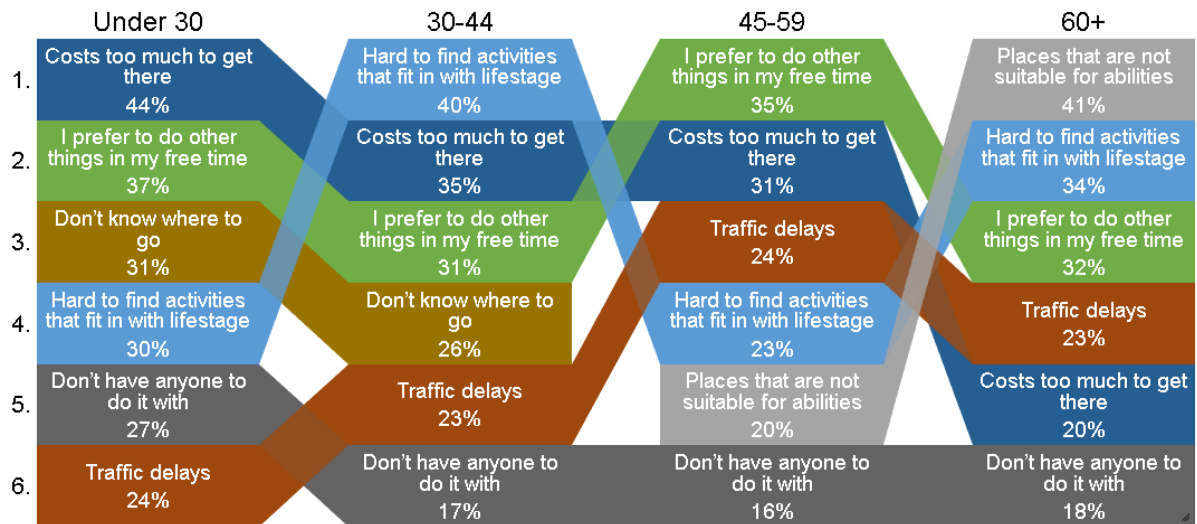 Under 30
30-44
45-59
60+
1.
Costs too much to get
there
44%
Hard to find activities
that fit in with lifestage
40%
I prefer to do other
things in my free time
35%
Places that are not
suitable for abilities
41%
2.
I prefer to do other
things in my free time
37%
Costs too much to get
there
35%
Costs too much to get
there
31%
Hard to find activities
that fit in with lifestage
34%
3.
Don't know where to
go
31%
I prefer to do other
things in my free time
31%
Traffic delays
24%
I prefer to do other
things in my free time
32%
4.
Hard to find activities
that fit in with lifestage
30%
Don't know where to
go
26%
Hard to find activities
that fit in with lifestage
23%
Traffic delays
23%
5.
Don't have anyone to
do it with
27%
Traffic delays
23%
Places that are not
suitable for abilities
20%
Costs too much to get
there
20%
6.
Traffic delays
24%
Don't have anyone to
do it with
17%
Don't have anyone to
do it with
16%
Don't have anyone to
do it with
18%